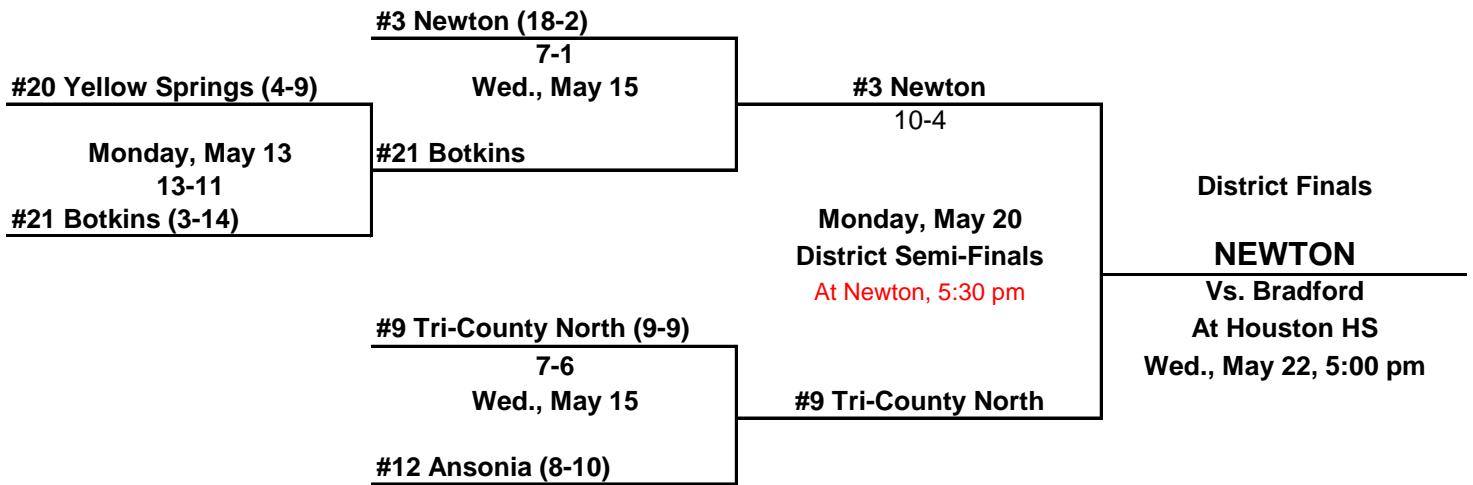 #3 Newton (18-2)
7-1
#20 Yellow Springs (4-9)
Wed., May 15
#3 Newton
10-4
Monday, May 13
#21 Botkins
13-11
District Finals
#21 Botkins (3-14)
Monday, May 20
District Semi-Finals
NEWTON
At Newton, 5:30 pm
Vs. Bradford
#9 Tri-County North (9-9)
At Houston HS
7-6
Wed., May 22, 5:00 pm
Wed., May 15
#9 Tri-County North
#12 Ansonia (8-10)